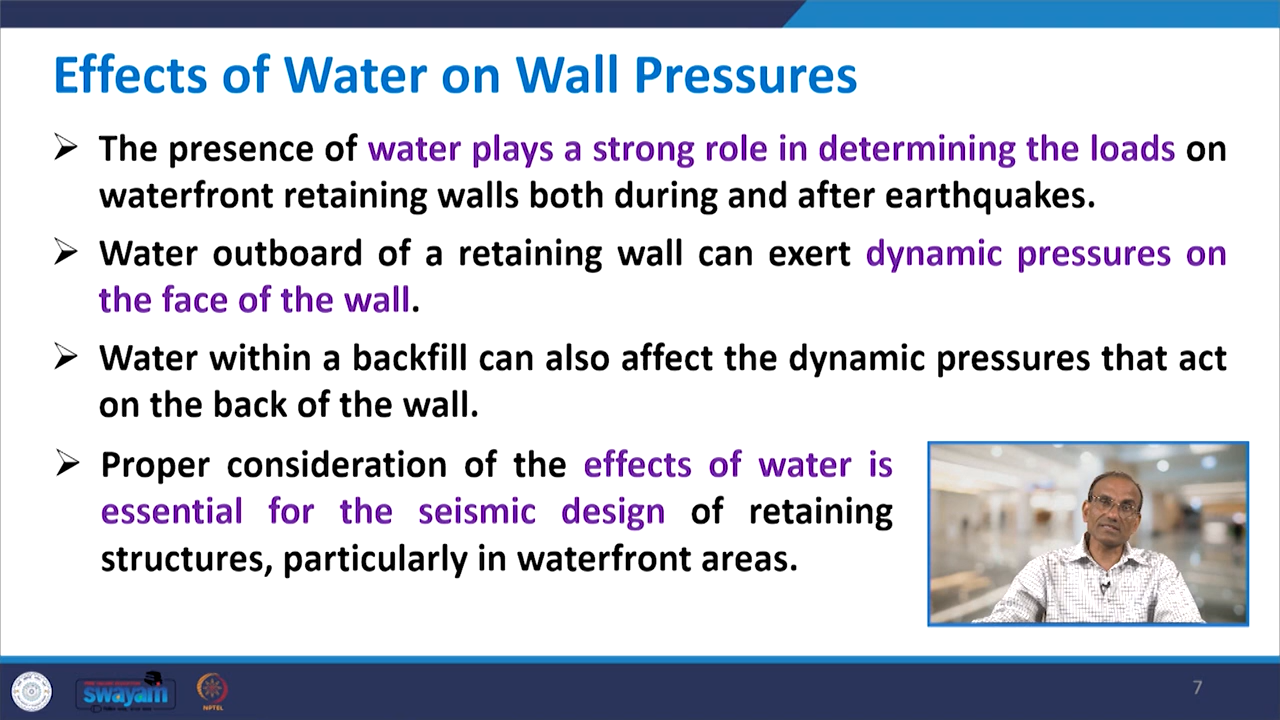 Effects of Water on Wall Pressures
➢ The presence of water plays a strong role in determining the loads on
waterfront retaining walls both during and after earthquakes.
➢ Water outboard of a retaining wall can exert dynamic pressures on
the face of the wall.
➢ Water within a backfill can also affect the dynamic pressures that act
on the back of the wall.
➢ Proper consideration of the effects of water is
essential for the seismic design of retaining
structures, particularly in waterfront areas.
swayam
NPTEL
7